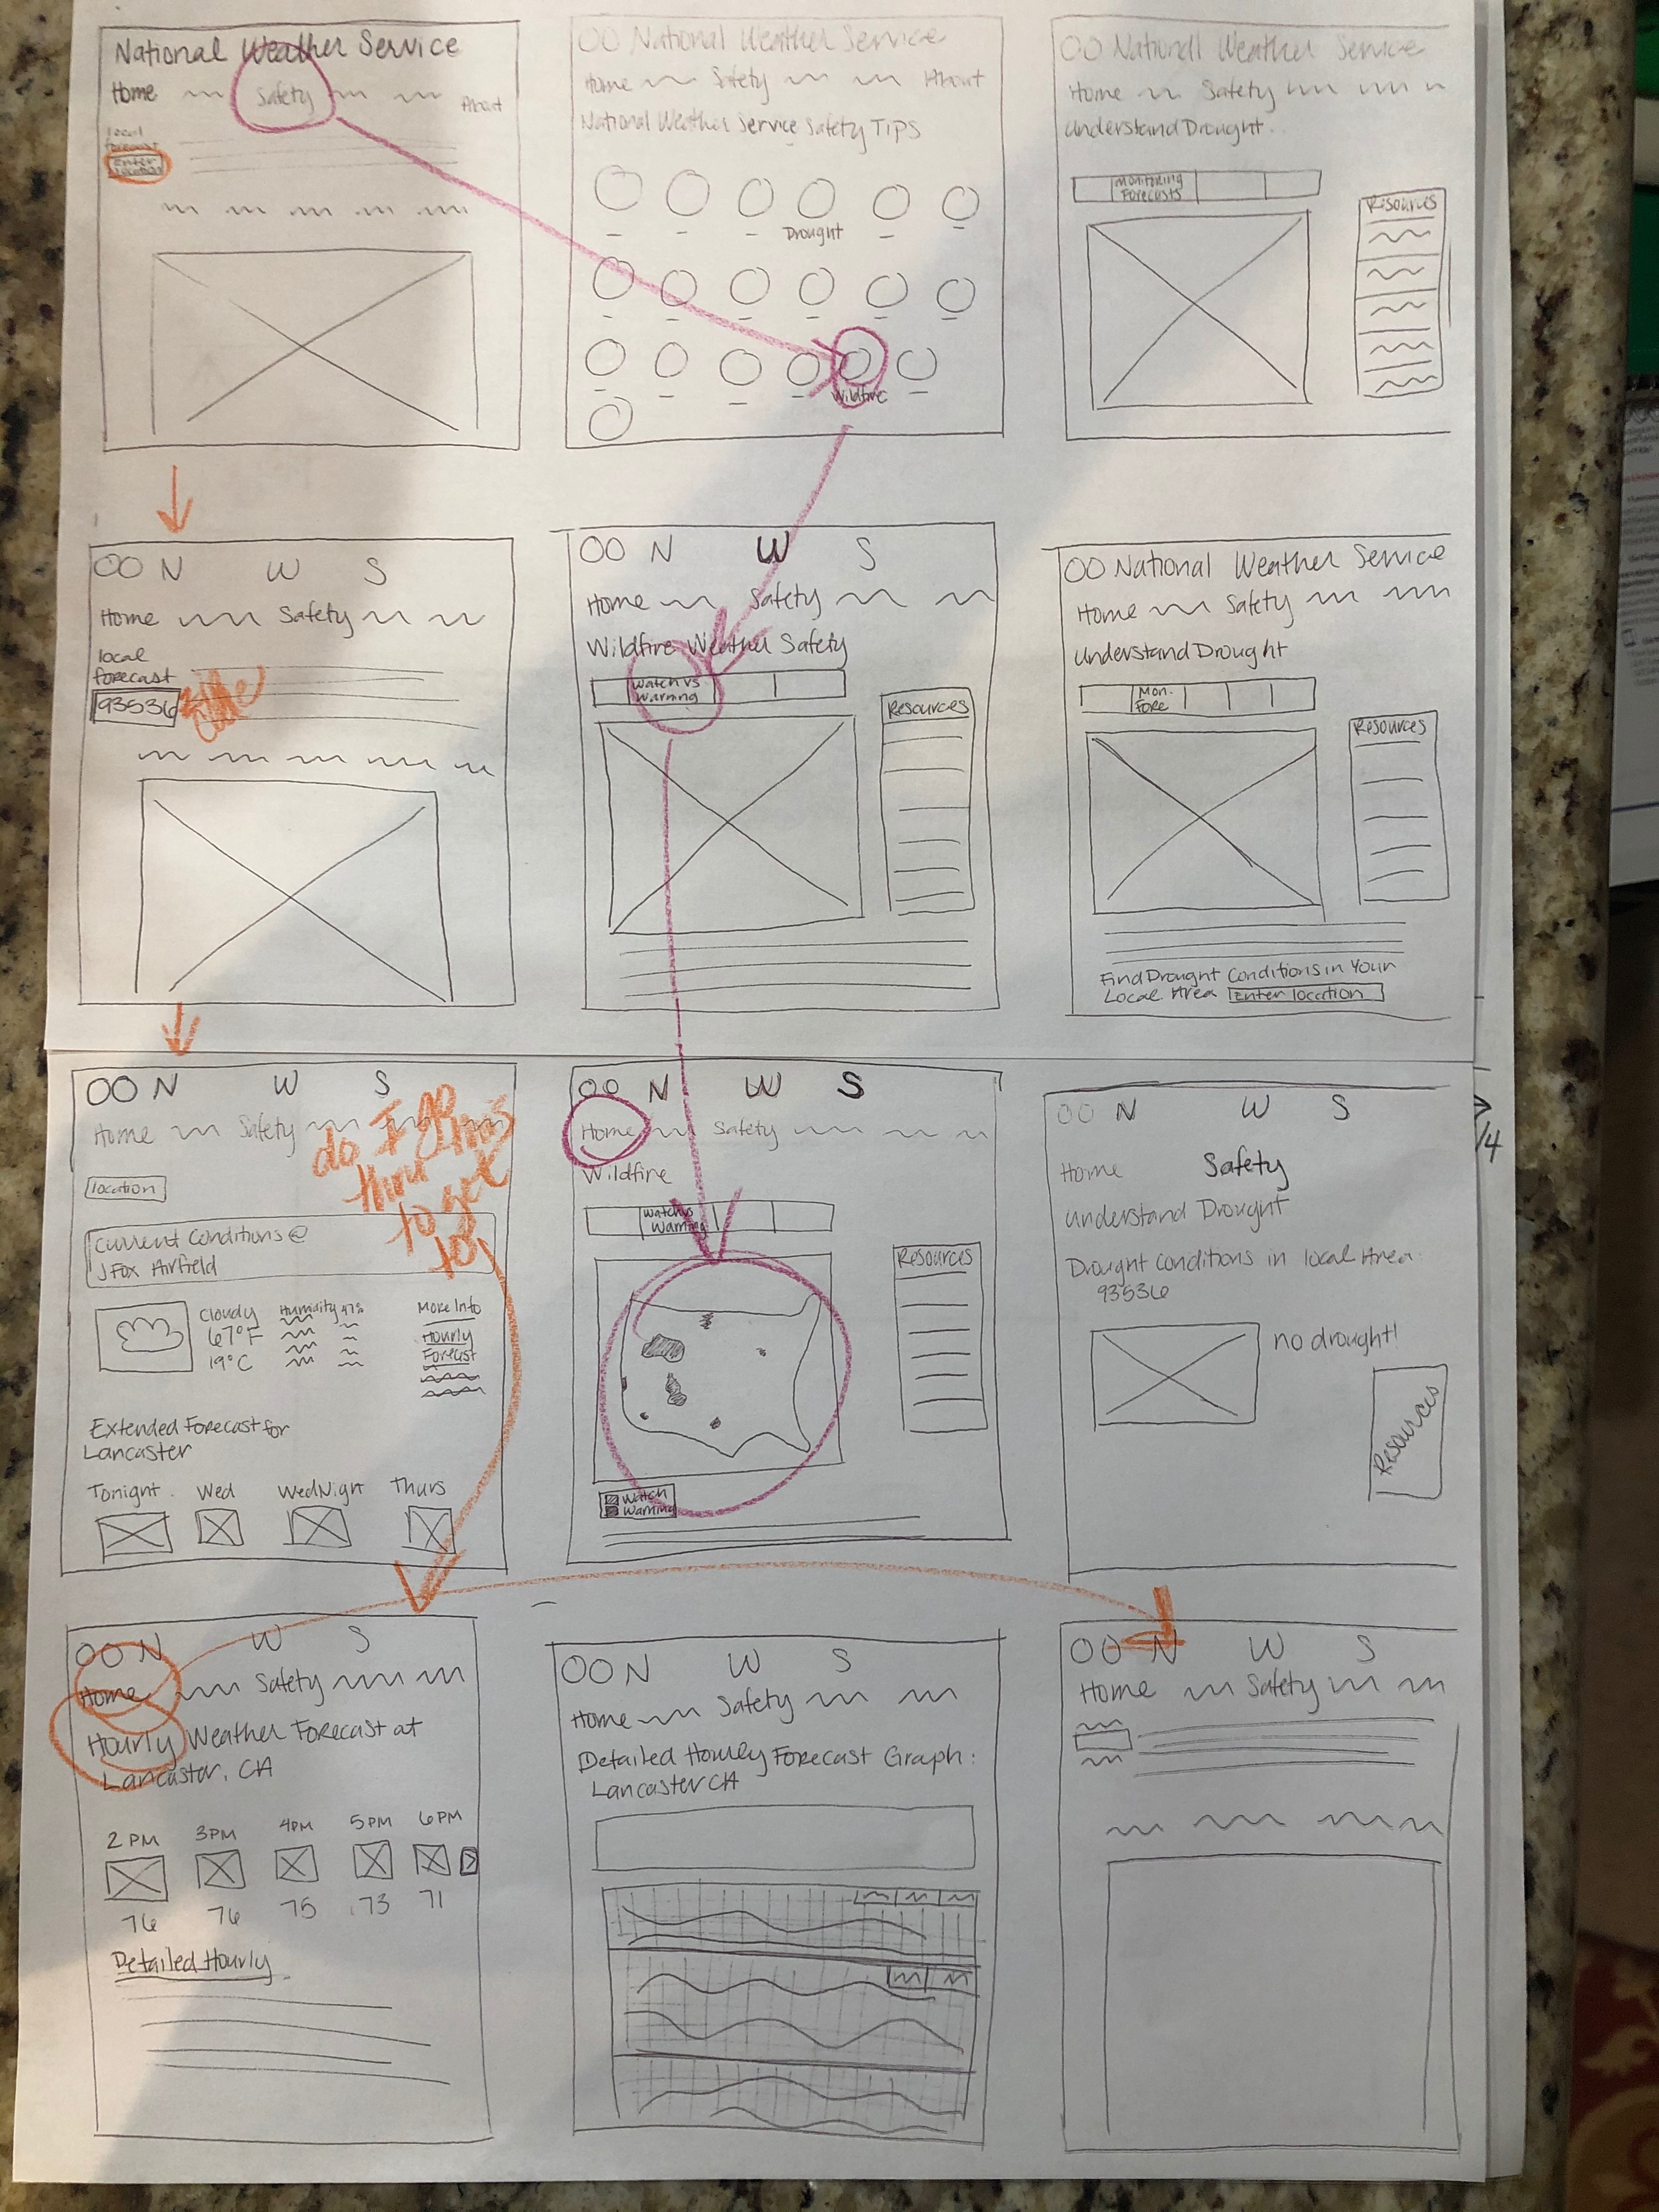 National Weather Service
Home Safety About
local
forecast
Enter
location
OO National Weather Service
Home Safety About
National Weather Service Safety Tips
Drought
Wildfire
OO National Weather Service
Home Safety
Understand Drought
Monitoring
Forecasts
Resources
OO N W S
Home Safety
local
forecast
93536
OO N W S
Home Safety
Wildfire Weather Safety
Watch vs
Warning
Resources
OO National Weather Service
Home Safety
Understand Drought
Mon.
Fore
Resources
Find Drought Conditions in Your
Local Area Enter location
OO N W S
Home Safety
do I go
thru this
to get
to
location
Current Conditions @
J Fox Airfield
Cloudy
67°F
19°C
Humidity 47%
More Info
Hourly
Forecast
Extended Forecast for
Lancaster
Tonight Wed Wed Night Thurs
OO N W S
Home Safety
Wildfire
Watch vs
Warning
Resources
Watch
Warning
OO N W S
Home Safety
Understand Drought
Drought Conditions in local Area:
93536
no drought!
Resources
/4
OO N W S
Home Safety
Hourly Weather Forecast at
Lancaster, CA
2 PM 3PM 4PM 5PM 6PM
76 76 75 73 71
Detailed Hourly
OO N W S
Home Safety
Detailed Hourly Forecast Graph:
Lancaster CA
OO N W S
Home Safety